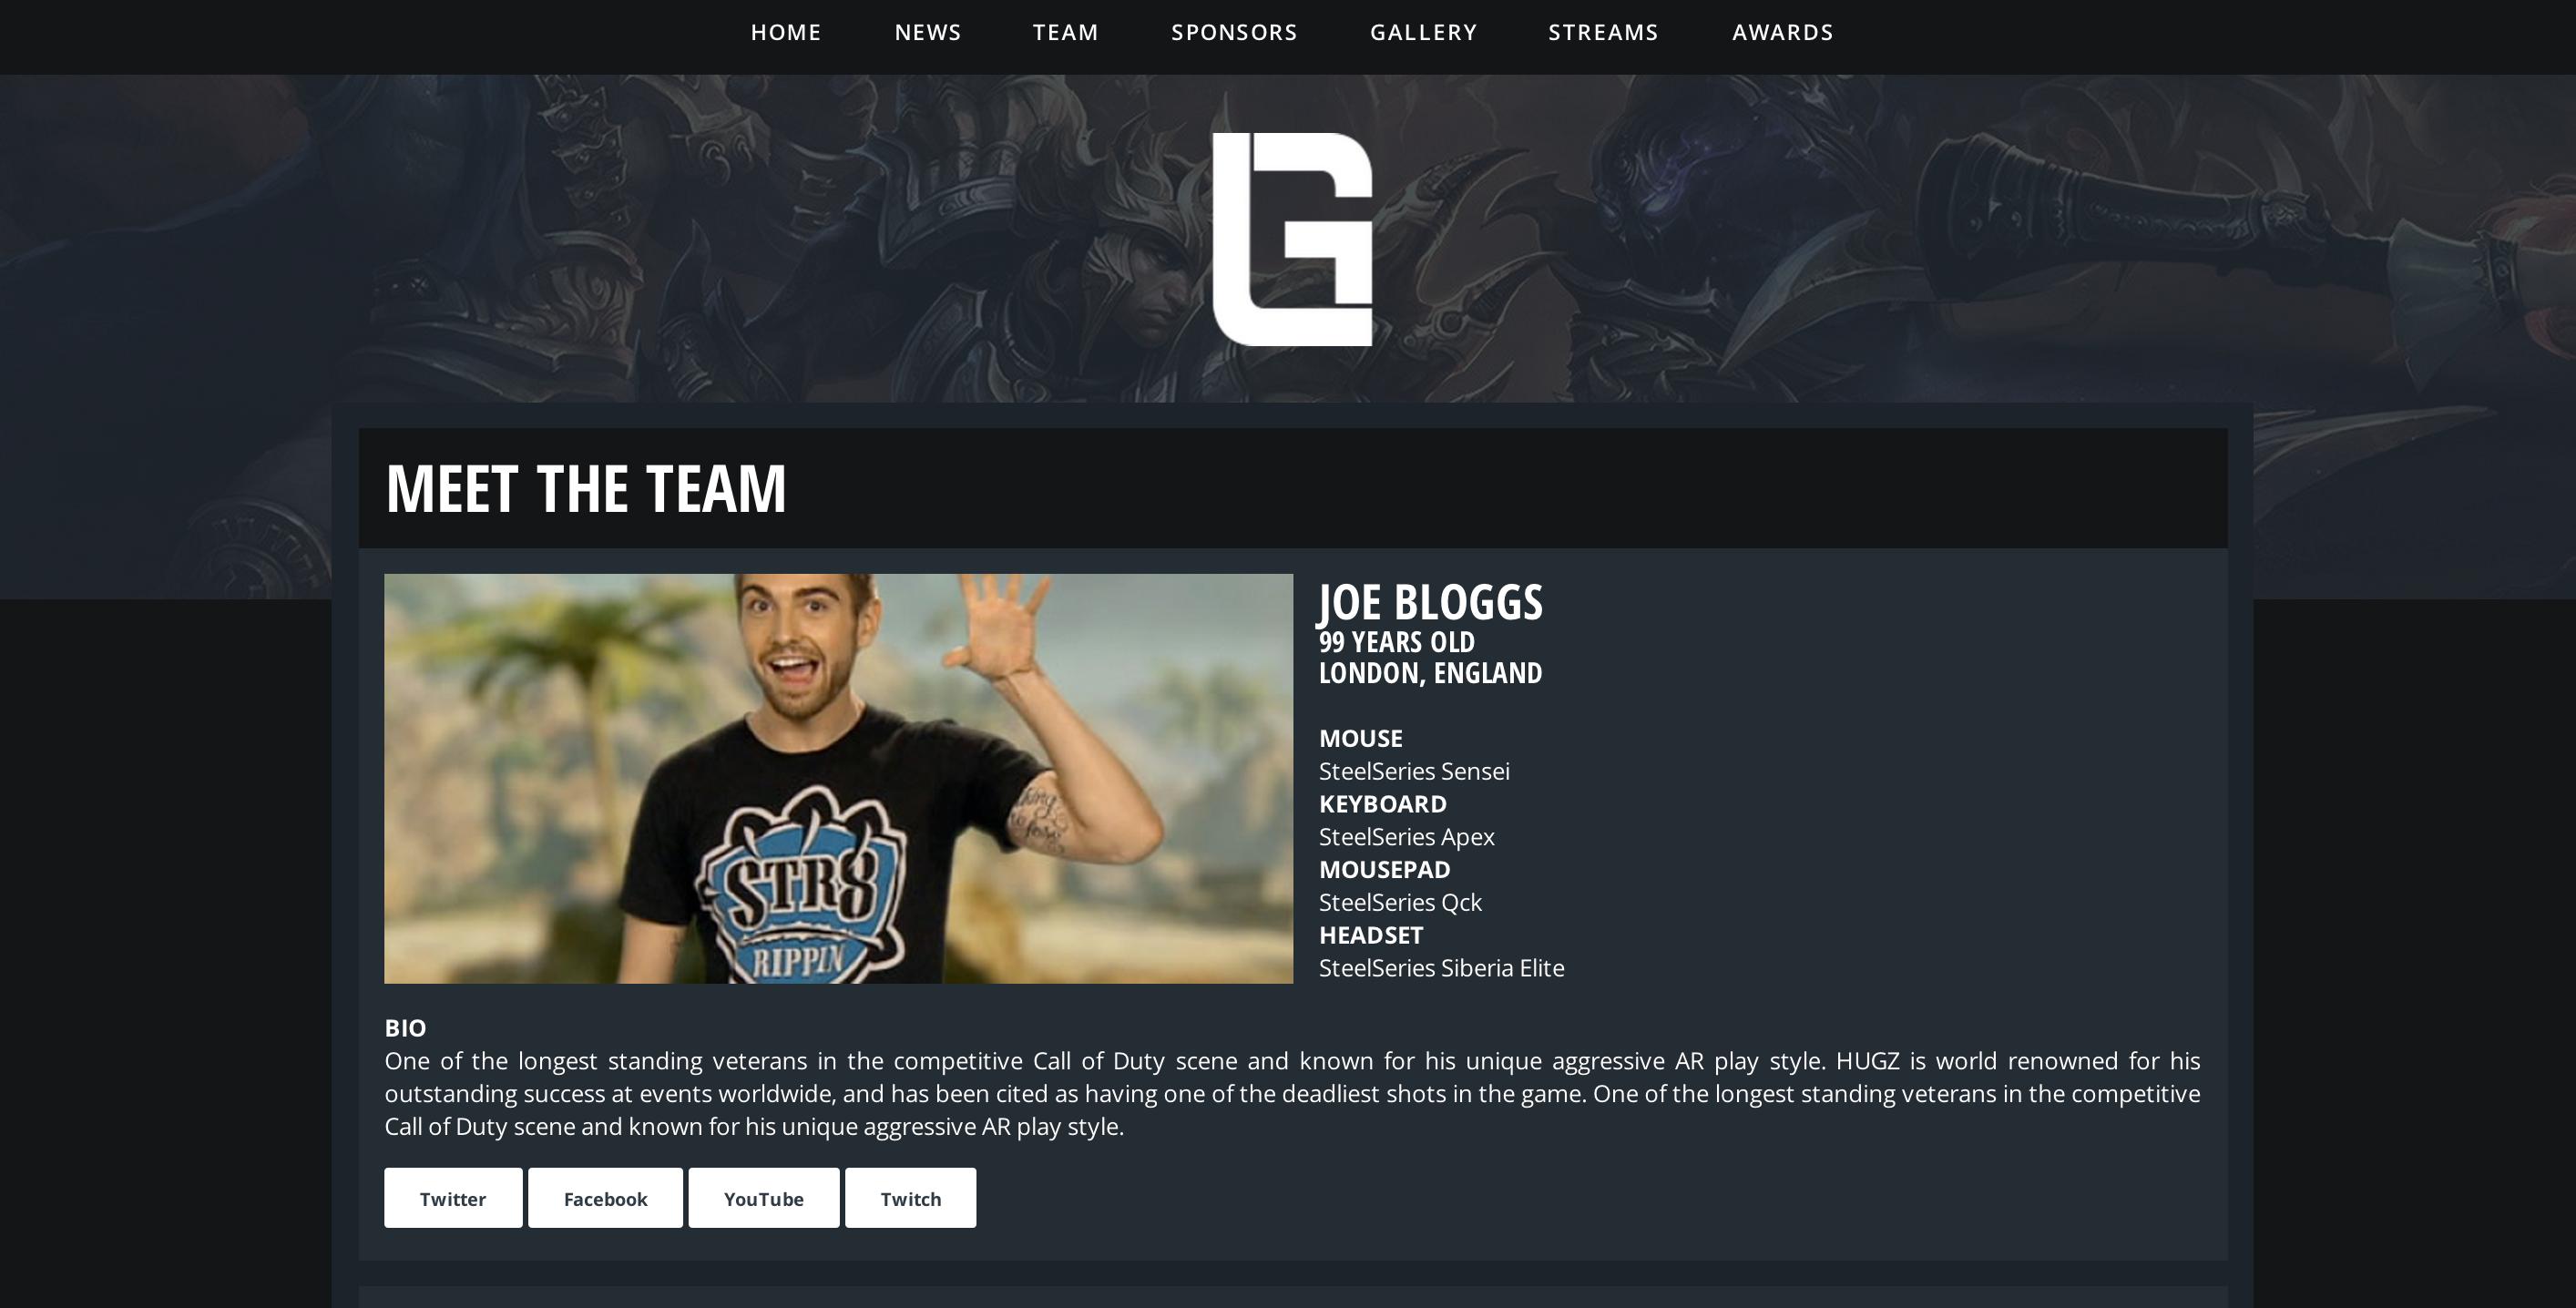 HOME NEWS TEAM SPONSORS GALLERY STREAMS AWARDS
MEET THE TEAM
JOE BLOGGS
99 YEARS OLD
LONDON, ENGLAND
MOUSE
SteelSeries Sensei
KEYBOARD
SteelSeries Apex
MOUSEPAD
SteelSeries Qck
HEADSET
SteelSeries Siberia Elite
STR8
RIPPIN
BIO
One of the longest standing veterans in the competitive Call of Duty scene and known for his unique aggressive AR play style. HUGZ is world renowned for his
outstanding success at events worldwide, and has been cited as having one of the deadliest shots in the game. One of the longest standing veterans in the competitive
Call of Duty scene and known for his unique aggressive AR play style.
Twitter Facebook YouTube Twitch